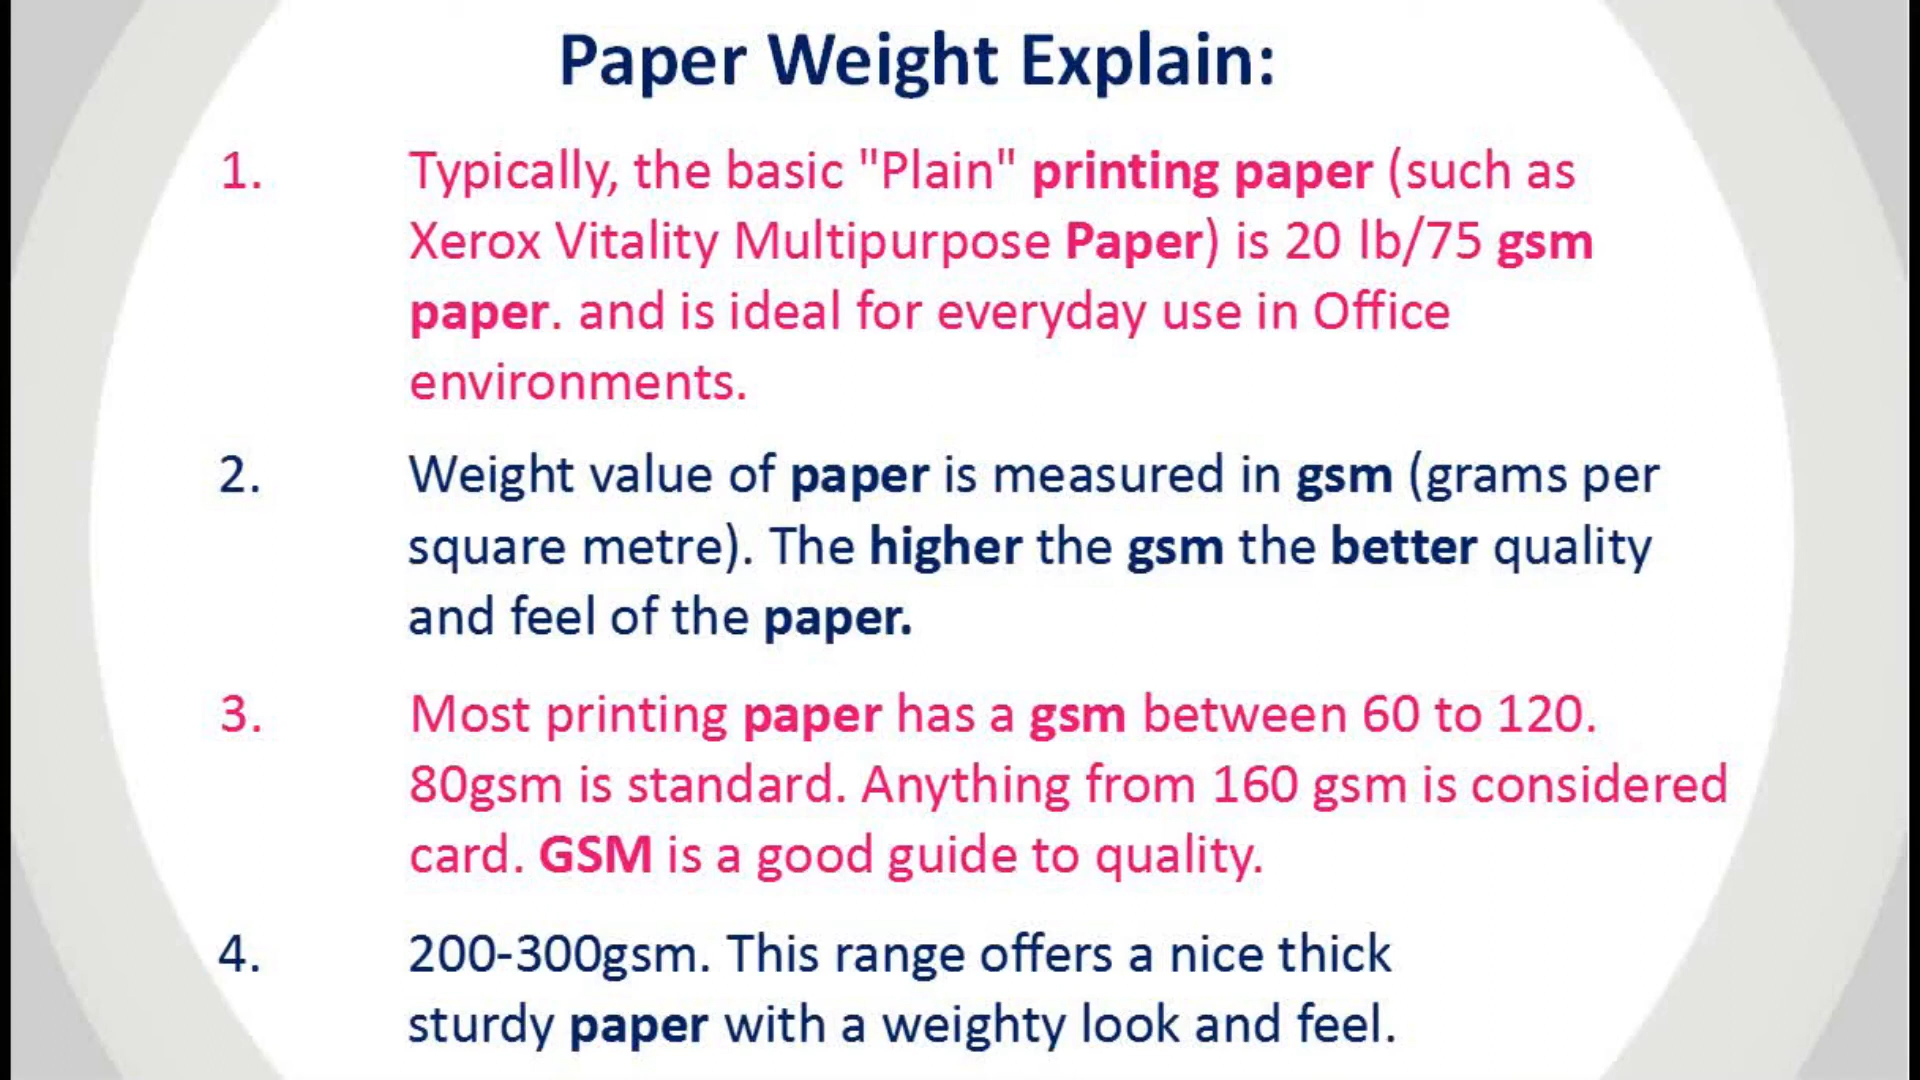 Paper Weight Explain:
1. Typically, the basic "Plain" printing paper (such as
Xerox Vitality Multipurpose Paper) is 20 lb/75 gsm
paper. and is ideal for everyday use in Office
environments.
2. Weight value of paper is measured in gsm (grams per
square metre). The higher the gsm the better quality
and feel of the paper.
3. Most printing paper has a gsm between 60 to 120.
80gsm is standard. Anything from 160 gsm is considered
card. GSM is a good guide to quality.
4. 200-300gsm. This range offers a nice thick
sturdy paper with a weighty look and feel.